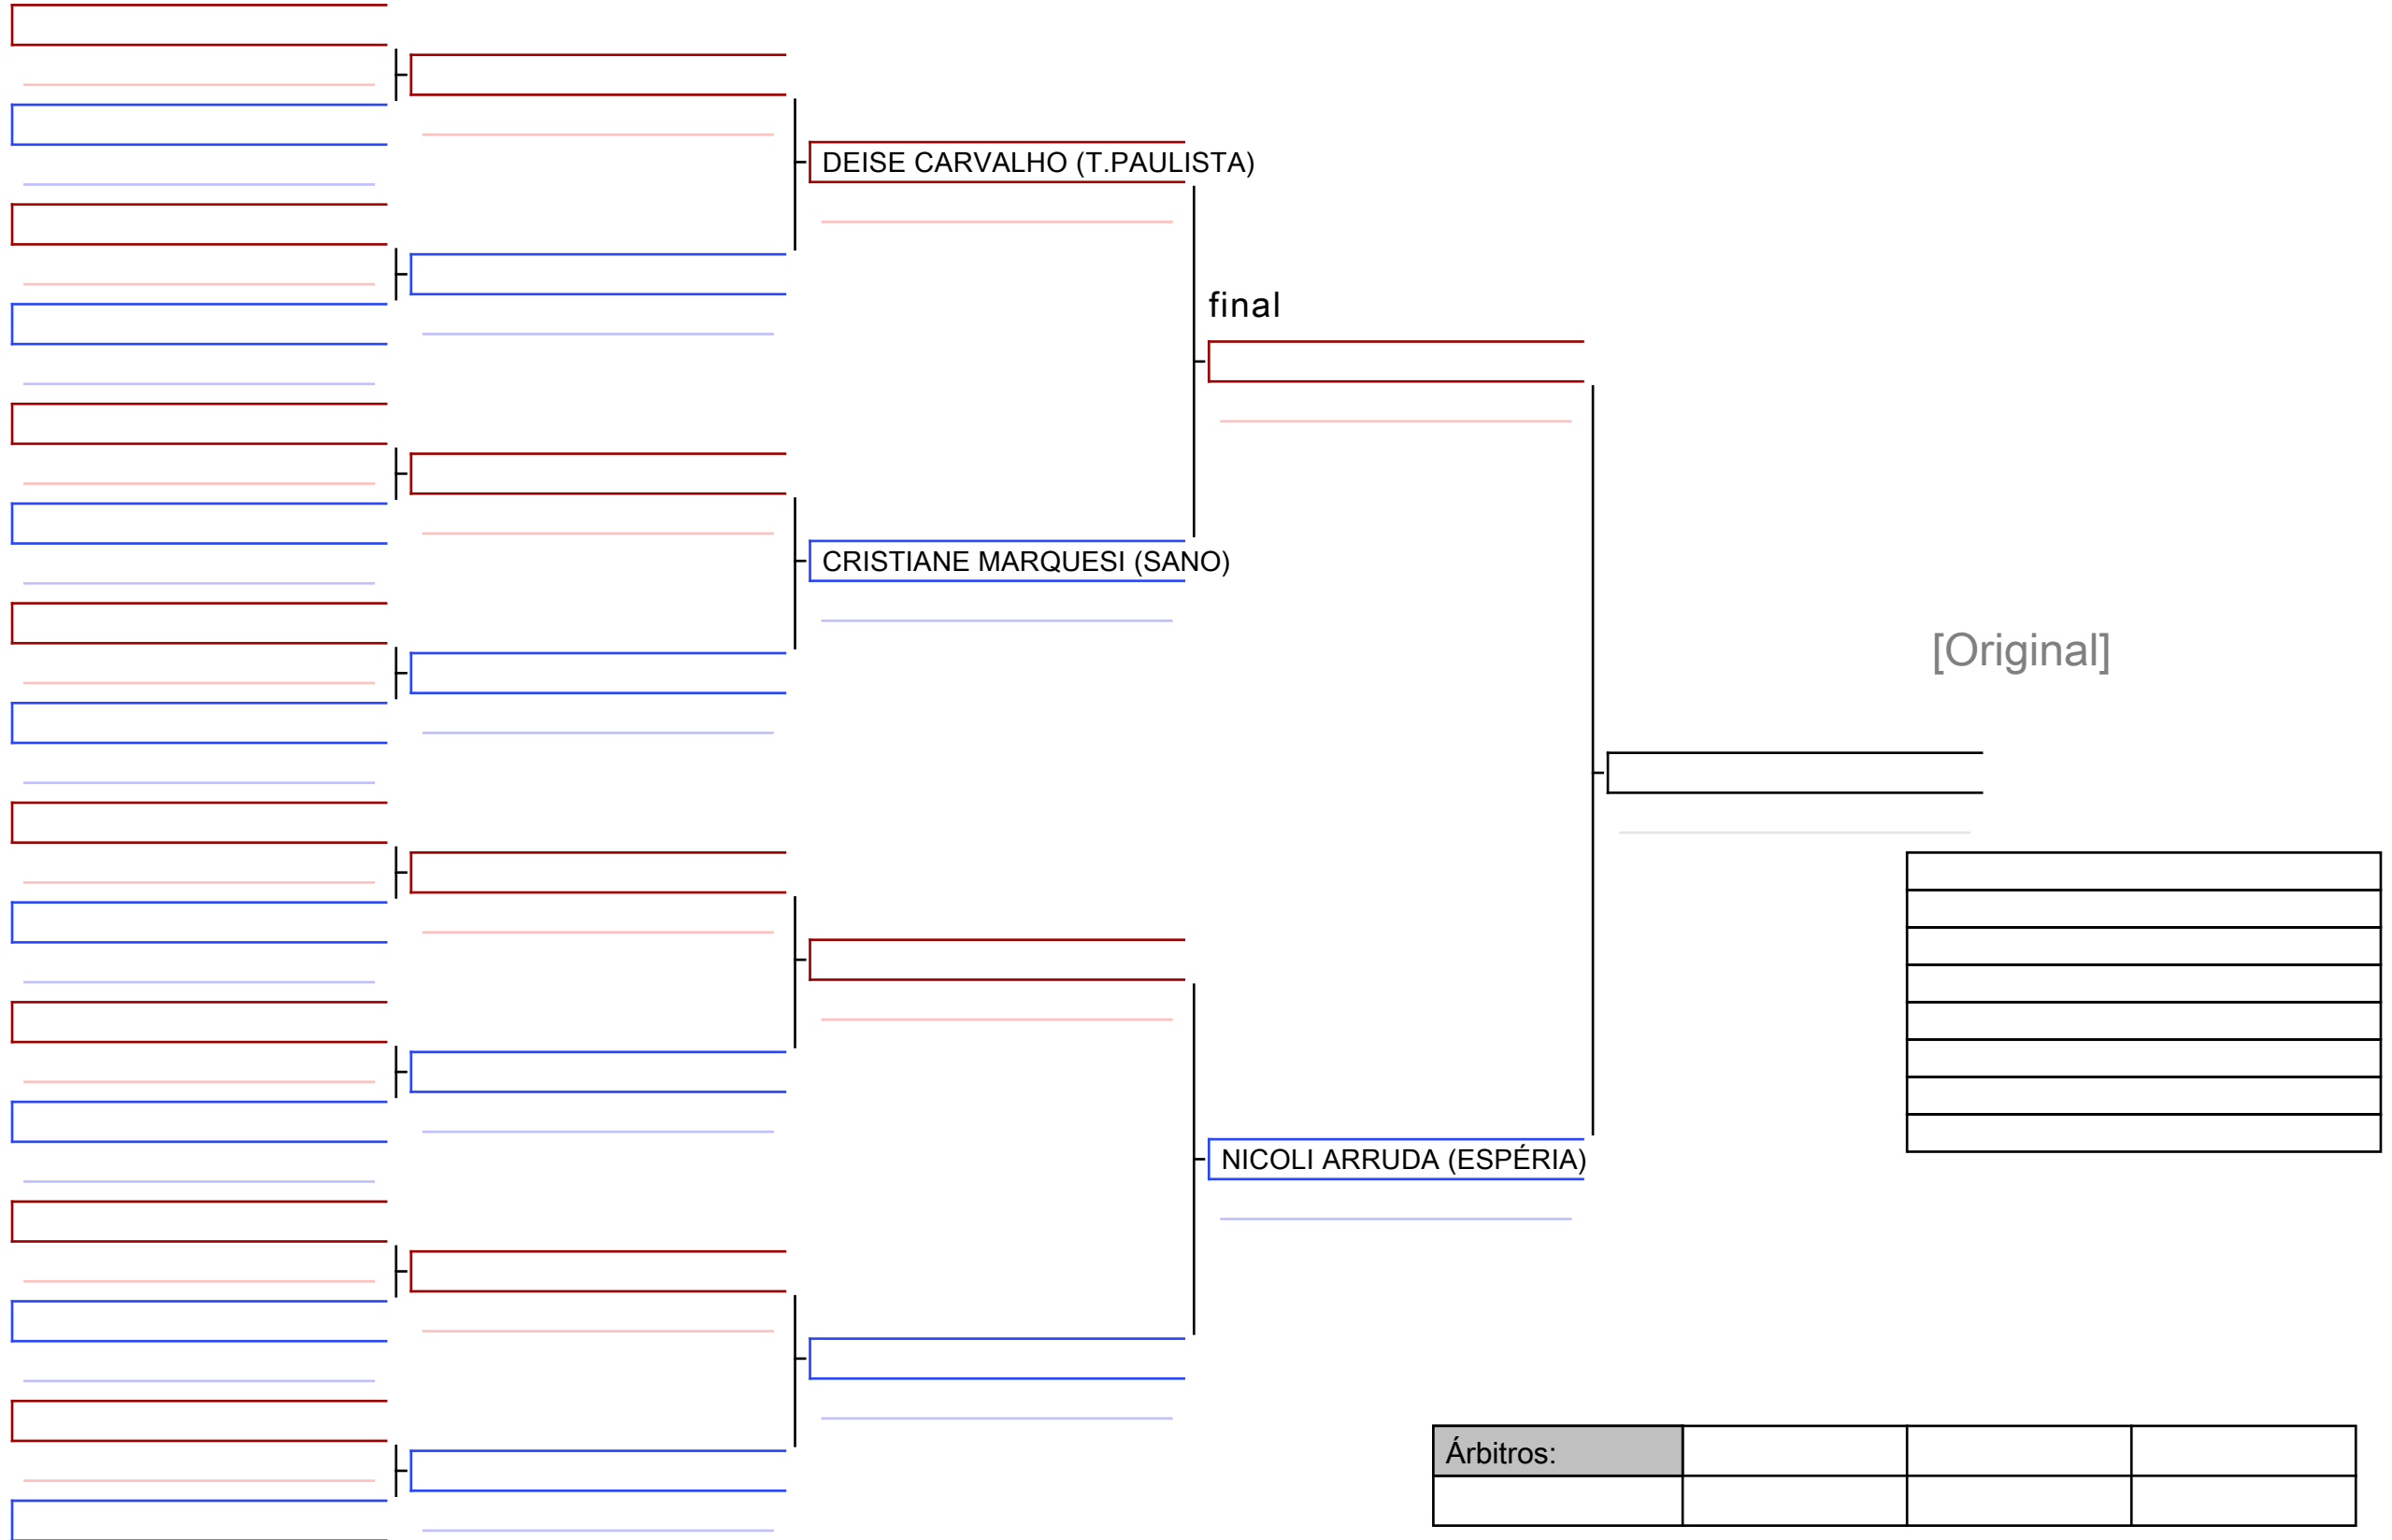 DEISE CARVALHO (T.PAULISTA)
final
CRISTIANE MARQUESI (SANO)
[Original]
NICOLI ARRUDA (ESPÉRIA)
Árbitros: